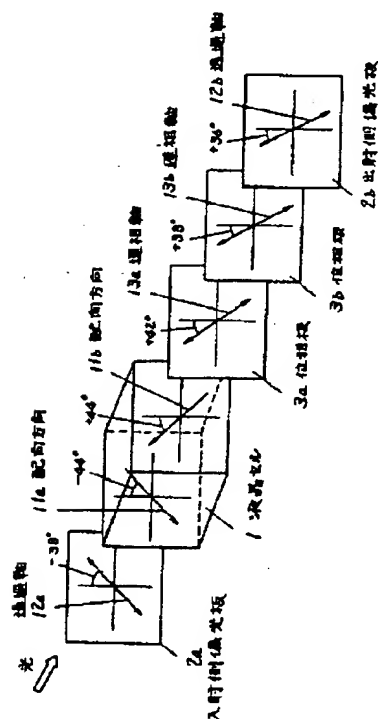 光
透過軸
12a
-38°
11a 配向方向
-44°
11b 配向方向
+44°
13a 遅相軸
+42°
13b 遅相軸
+38°
12b 透過軸
+36°
2a
入射側偏光板
1 液晶セル
3a 位相板
3b 位相板
2b 出射側偏光板